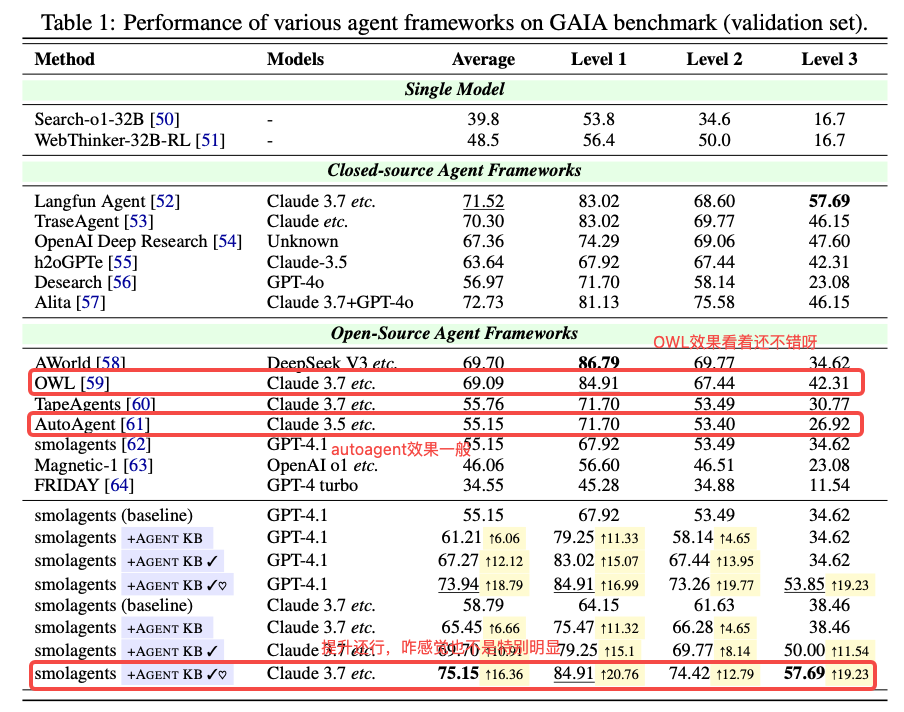 Table 1: Performance of various agent frameworks on GAIA benchmark (validation set).
Method Models Average Level 1 Level 2 Level 3
Single Model
Search-o1-32B [50] - 39.8 53.8 34.6 16.7
WebThinker-32B-RL [51] - 48.5 56.4 50.0 16.7
Closed-source Agent Frameworks
Langfun Agent [52] Claude 3.7 etc. 71.52 83.02 68.60 57.69
TraseAgent [53] Claude etc. 70.30 83.02 69.77 46.15
OpenAI Deep Research [54] Unknown 67.36 74.29 69.06 47.60
h2oGPTe [55] Claude-3.5 63.64 67.92 67.44 42.31
Desearch [56] GPT-4o 56.97 71.70 58.14 23.08
Alita [57] Claude 3.7+GPT-4o 72.73 81.13 75.58 46.15
Open-Source Agent Frameworks
OWL效果看着还不错呀
AWorld [58] DeepSeek V3 etc. 69.70 86.79 69.77 34.62
OWL [59] Claude 3.7 etc. 69.09 84.91 67.44 42.31
TapeAgents [60] Claude 3.7 etc. 55.76 71.70 53.49 30.77
AutoAgent [61] Claude 3.5 etc. 55.15 71.70 53.40 26.92
smolagents [62] GPT-4.1 55.15 67.92 53.49 34.62
autoagent效果一般
Magnetic-1 [63] OpenAI o1 etc. 46.06 56.60 46.51 23.08
FRIDAY [64] GPT-4 turbo 34.55 45.28 34.88 11.54
smolagents (baseline) GPT-4.1 55.15 67.92 53.49 34.62
smolagents +AGENT KB GPT-4.1 61.21 ↑6.06 79.25 ↑11.33 58.14 ↑4.65 34.62
smolagents +AGENT KB ✓ GPT-4.1 67.27 ↑12.12 83.02 ↑15.07 67.44 ↑13.95 34.62
smolagents +AGENT KB ✓♡ GPT-4.1 73.94 ↑18.79 84.91 ↑16.99 73.26 ↑19.77 53.85 ↑19.23
smolagents (baseline) Claude 3.7 etc. 58.79 64.15 61.63 38.46
smolagents +AGENT KB Claude 3.7 etc. 65.45 ↑6.66 75.47 ↑11.32 66.28 ↑4.65 38.46
smolagents +AGENT KB ✓ Claude 3.7 etc. 69.70 ↑10.91 79.25 ↑15.1 69.77 ↑8.14 50.00 ↑11.54
提升还行，咋感觉也不是特别明显
smolagents +AGENT KB ✓♡ Claude 3.7 etc. 75.15 ↑16.36 84.91 ↑20.76 74.42 ↑12.79 57.69 ↑19.23